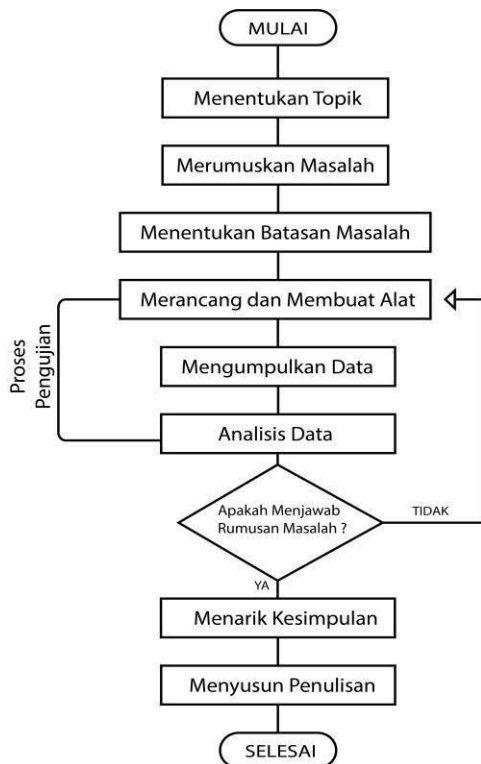 MULAI
Menentukan Topik
Merumuskan Masalah
Menentukan Batasan Masalah
Merancang dan Membuat Alat
Proses
Pengujian
Mengumpulkan Data
Analisis Data
Apakah Menjawab
Rumusan Masalah ?
TIDAK
YA
Menarik Kesimpulan
Menyusun Penulisan
SELESAI